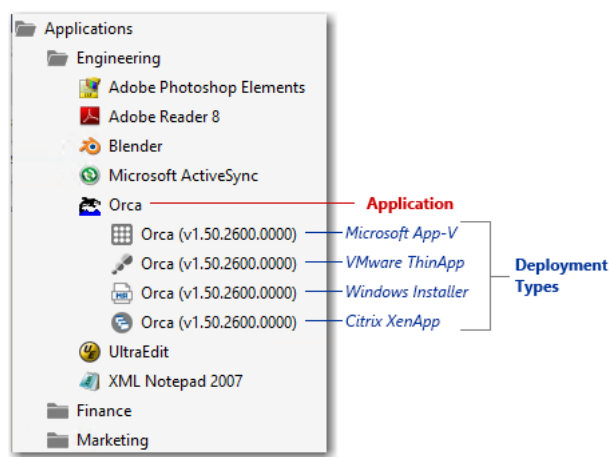 Applications
Engineering
Adobe Photoshop Elements
Adobe Reader 8
Blender
Microsoft ActiveSync
Orca
Application
Orca (v1.50.2600.0000)
Microsoft App-V
Orca (v1.50.2600.0000)
VMware ThinApp
Orca (v1.50.2600.0000)
Windows Installer
Orca (v1.50.2600.0000)
Citrix XenApp
Deployment
Types
UltraEdit
XML Notepad 2007
Finance
Marketing